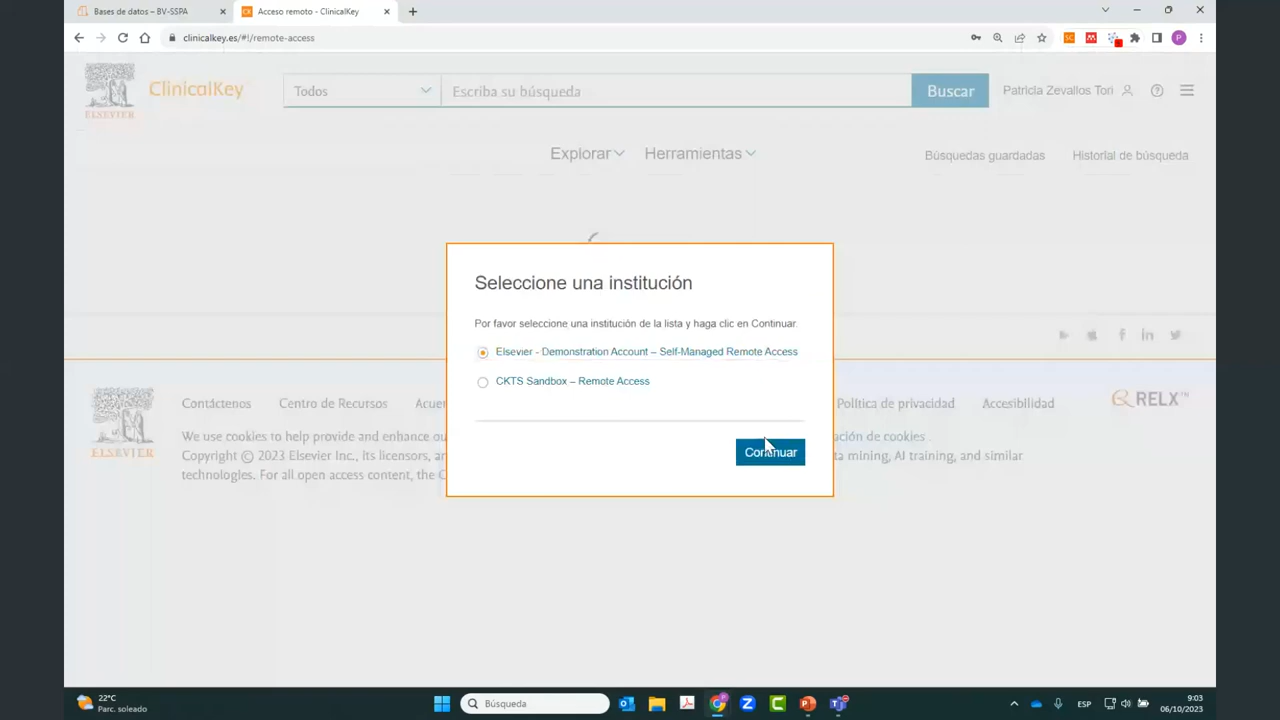 Bases de datos – BV-SSPA
Acceso remoto - ClinicalKey
clinicalkey.es/#!/remote-access
ELSEVIER
ClinicalKey
Todos
Escriba su búsqueda
Buscar
Patricia Zevallos Tori
Explorar
Herramientas
Búsquedas guardadas
Historial de búsqueda
Seleccione una institución
Por favor seleccione una institución de la lista y haga clic en Continuar.
Elsevier - Demonstration Account – Self-Managed Remote Access
CKTS Sandbox – Remote Access
Continuar
ELSEVIER
Contáctenos
Centro de Recursos
Acuer
Política de privacidad
Accesibilidad
RELX™
We use cookies to help provide and enhance ou
ación de cookies .
Copyright © 2023 Elsevier Inc., its licensors, ar
ta mining, AI training, and similar
technologies. For all open access content, the C
22°C
Parc. soleado
Búsqueda
ESP
9:03
06/10/2023